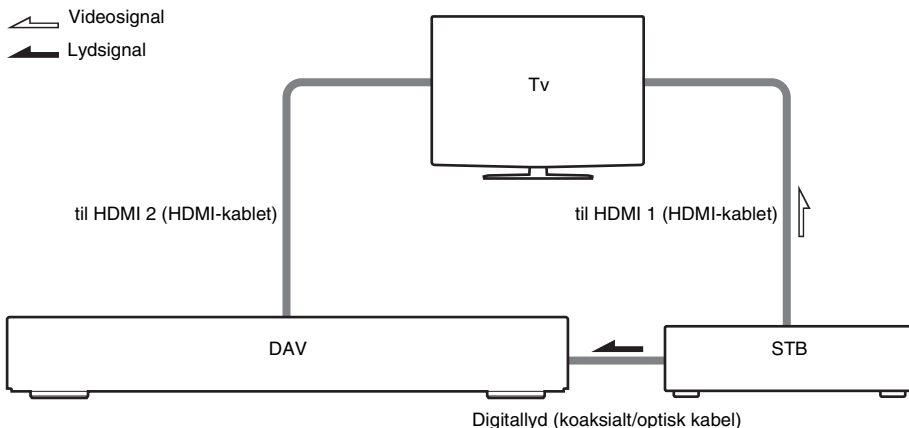 Videosignal
Lydsignal
Tv
til HDMI 2 (HDMI-kablet)
til HDMI 1 (HDMI-kablet)
DAV
STB
Digitallyd (koaksialt/optisk kabel)